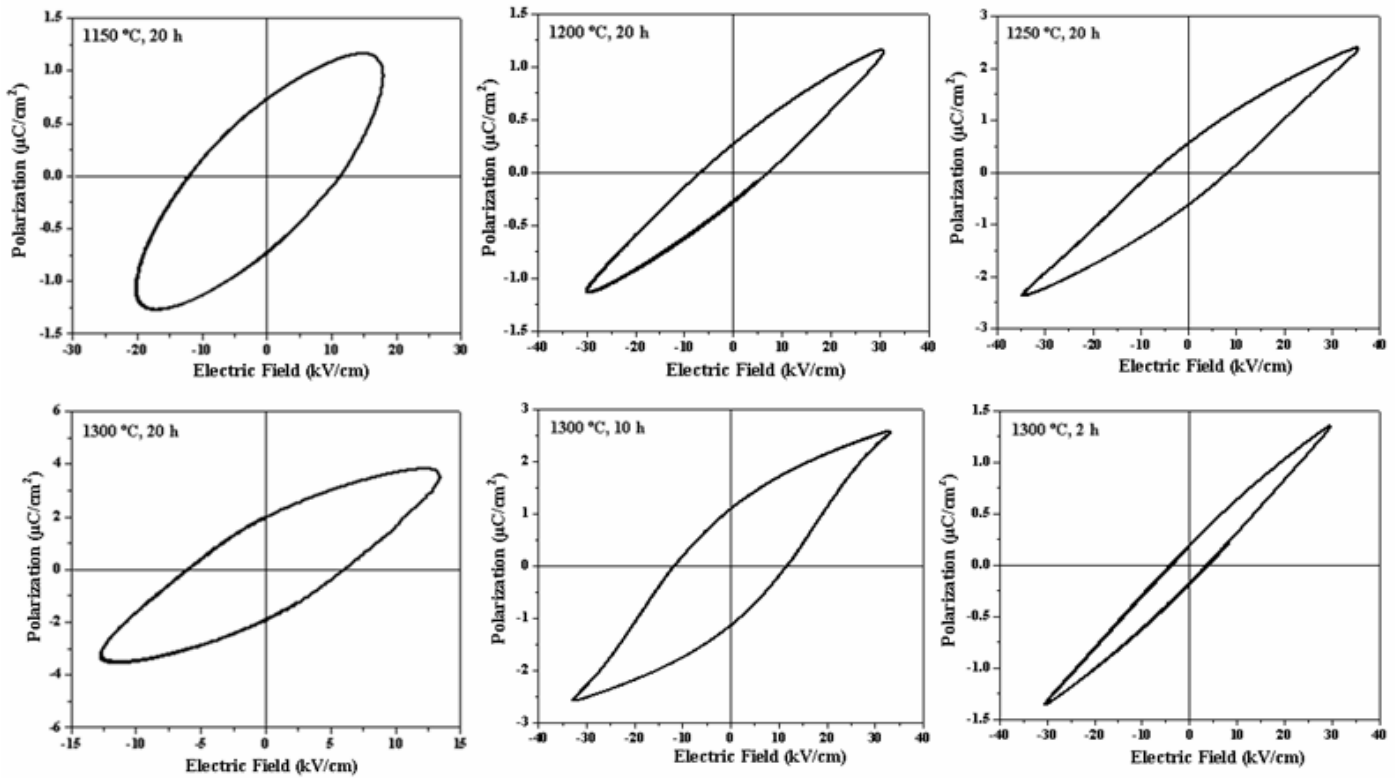 1150 °C, 20 h
Polarization (µC/cm²)
1.5
1.0
0.5
0.0
-0.5
-1.0
-1.5
-30 -20 -10 0 10 20 30
Electric Field (kV/cm)
1200 °C, 20 h
Polarization (µC/cm²)
1.5
1.0
0.5
0.0
-0.5
-1.0
-1.5
-40 -30 -20 -10 0 10 20 30 40
Electric Field (kV/cm)
1250 °C, 20 h
Polarization (µC/cm²)
3
2
1
0
-1
-2
-3
-40 -30 -20 -10 0 10 20 30 40
Electric Field (kV/cm)
1300 °C, 20 h
Polarization (µC/cm²)
6
4
2
0
-2
-4
-6
-15 -10 -5 0 5 10 15
Electric Field (kV/cm)
1300 °C, 10 h
Polarization (µC/cm²)
3
2
1
0
-1
-2
-3
-40 -30 -20 -10 0 10 20 30 40
Electric Field (kV/cm)
1300 °C, 2 h
Polarization (µC/cm²)
1.5
1.0
0.5
0.0
-0.5
-1.0
-1.5
-40 -30 -20 -10 0 10 20 30 40
Electric Field (kV/cm)